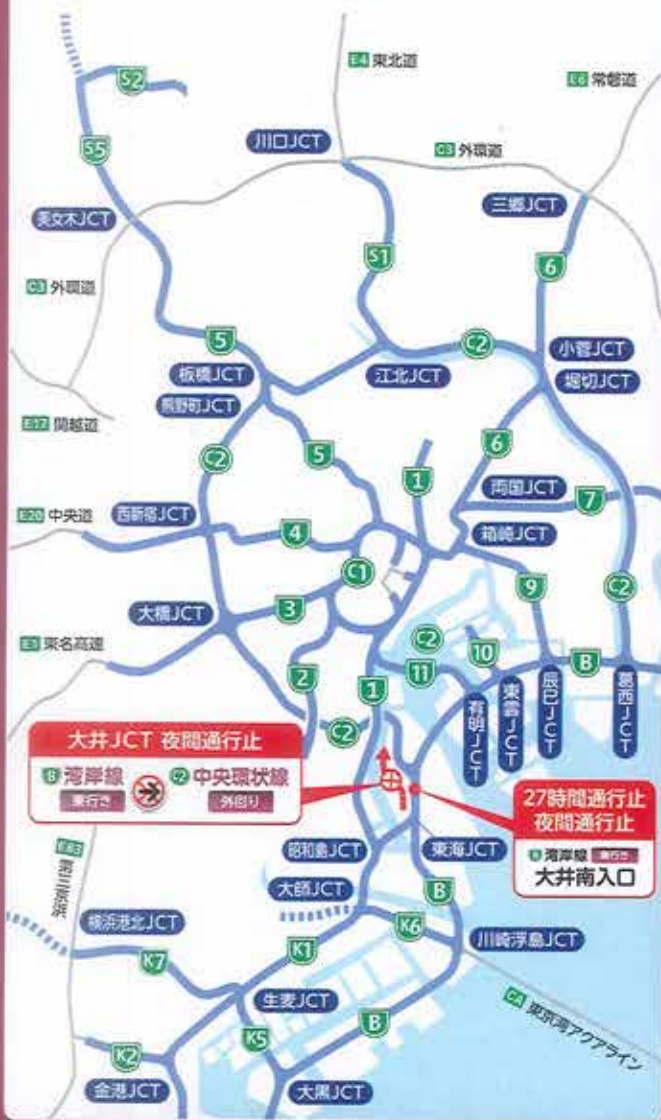 E4 東北道
E6 常磐道
S2
S5
川口JCT
C3 外環道
三郷JCT
美女木JCT
S1
6
C3 外環道
5
C2
小菅JCT
板橋JCT
江北JCT
堀切JCT
熊野町JCT
E17 関越道
C2
5
1
6
両国JCT
7
E20 中央道
西新宿JCT
4
箱崎JCT
C1
9
C2
大橋JCT
3
C2
10
B
E1 東名高速
2
1
11
有明JCT
東雲JCT
辰巳JCT
葛西JCT
C2
大井JCT 夜間通行止
B 湾岸線
東行き
C2 中央環状線
外回り
27時間通行止
夜間通行止
B 湾岸線 東行き
大井南入口
E83
第三京浜
昭和島JCT
東海JCT
大師JCT
B
横浜港北JCT
K1
K6
川崎浮島JCT
K7
生麦JCT
B
CA 東京湾アクアライン
K2
K5
金港JCT
大黒JCT